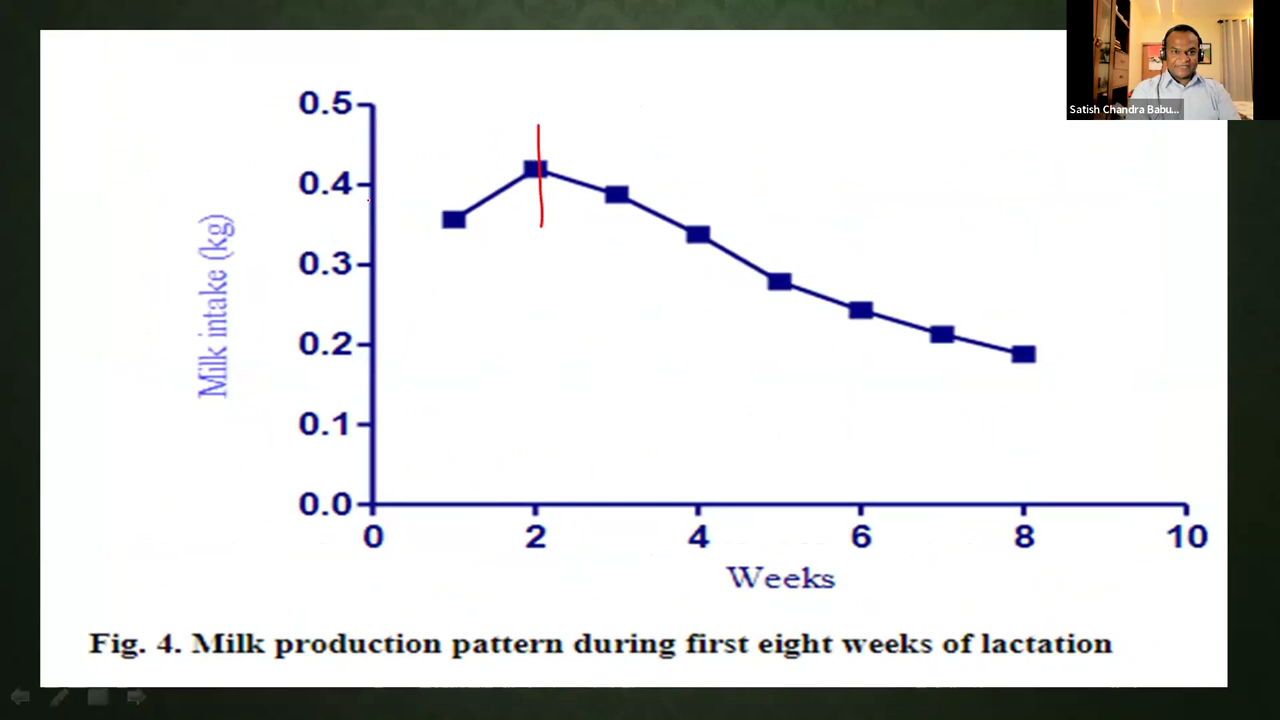 Satish Chandra Babu...
0.5
0.4
0.3
0.2
0.1
0.0
Milk intake (kg)
0 2 4 6 8 10
Weeks
Fig. 4. Milk production pattern during first eight weeks of lactation